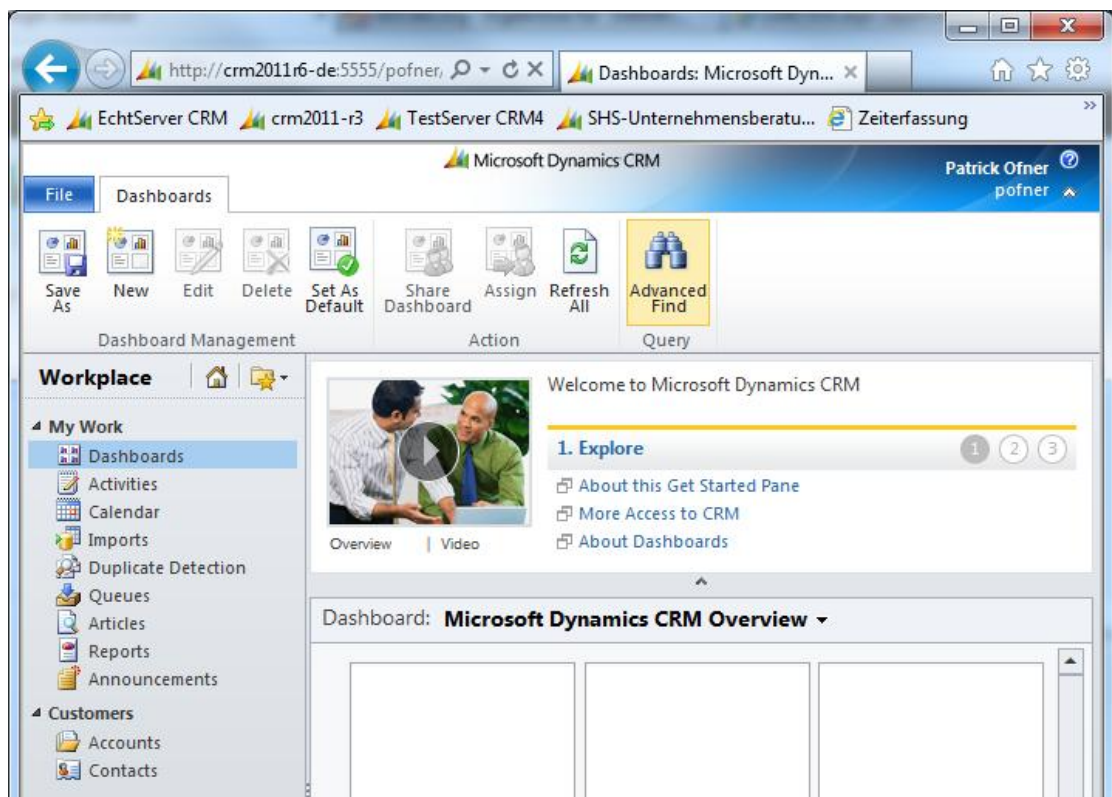 http://crm2011r6-de:5555/pofner,
Dashboards: Microsoft Dyn...
EchtServer CRM
crm2011-r3
TestServer CRM4
SHS-Unternehmensberatu...
Zeiterfassung
Microsoft Dynamics CRM
Patrick Ofner
pofner
File
Dashboards
Save As
New
Edit
Delete
Set As Default
Share Dashboard
Assign
Refresh All
Advanced Find
Dashboard Management
Action
Query
Workplace
Welcome to Microsoft Dynamics CRM
My Work
Dashboards
Activities
Calendar
Imports
Duplicate Detection
Queues
Articles
Reports
Announcements
Customers
Accounts
Contacts
1. Explore
1 2 3
About this Get Started Pane
More Access to CRM
About Dashboards
Overview | Video
Dashboard: Microsoft Dynamics CRM Overview